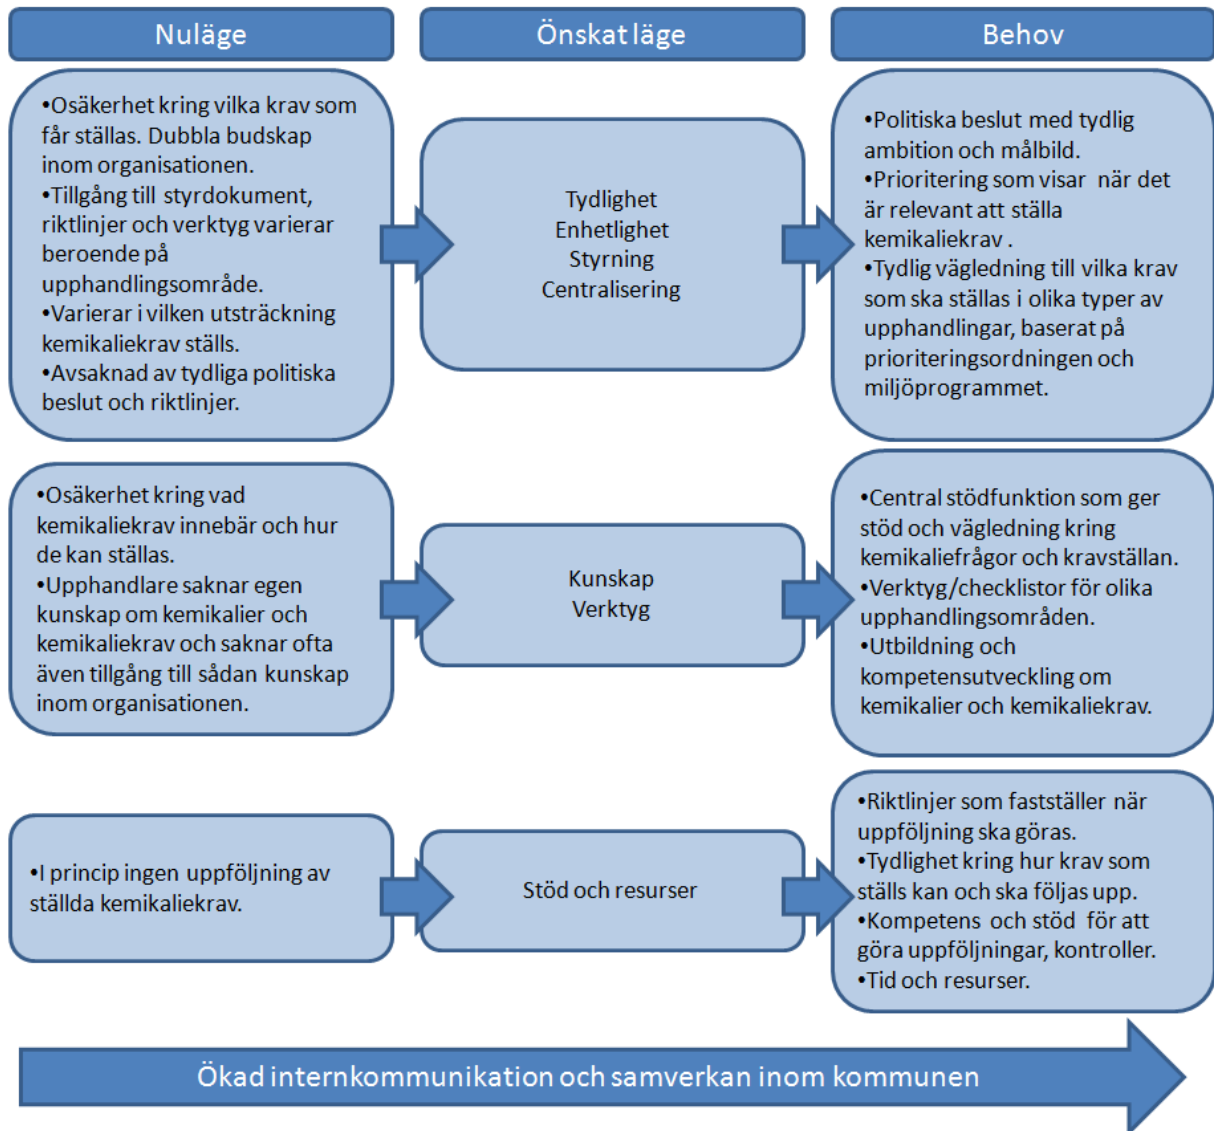 Nuläge
Önskat läge
Behov
•Osäkerhet kring vilka krav som
får ställas. Dubbla budskap
inom organisationen.
•Tillgång till styrdokument,
riktlinjer och verktyg varierar
beroende på
upphandlingsområde.
•Varierar i vilken utsträckning
kemikaliekrav ställs.
•Avsaknad av tydliga politiska
beslut och riktlinjer.
Tydlighet
Enhetlighet
Styrning
Centralisering
•Politiska beslut med tydlig
ambition och målbild.
•Prioritering som visar när det
är relevant att ställa
kemikaliekrav .
•Tydlig vägledning till vilka krav
som ska ställas i olika typer av
upphandlingar, baserat på
prioriteringsordningen och
miljöprogrammet.
•Osäkerhet kring vad
kemikaliekrav innebär och hur
de kan ställas.
•Upphandlare saknar egen
kunskap om kemikalier och
kemikaliekrav och saknar ofta
även tillgång till sådan kunskap
inom organisationen.
Kunskap
Verktyg
•Central stödfunktion som ger
stöd och vägledning kring
kemikaliefrågor och kravställan.
•Verktyg/checklistor för olika
upphandlingsområden.
•Utbildning och
kompetensutveckling om
kemikalier och kemikaliekrav.
•I princip ingen uppföljning av
ställda kemikaliekrav.
Stöd och resurser
•Riktlinjer som fastställer när
uppföljning ska göras.
•Tydlighet kring hur krav som
ställs kan och ska följas upp.
•Kompetens och stöd för att
göra uppföljningar, kontroller.
•Tid och resurser.
Ökad internkommunikation och samverkan inom kommunen